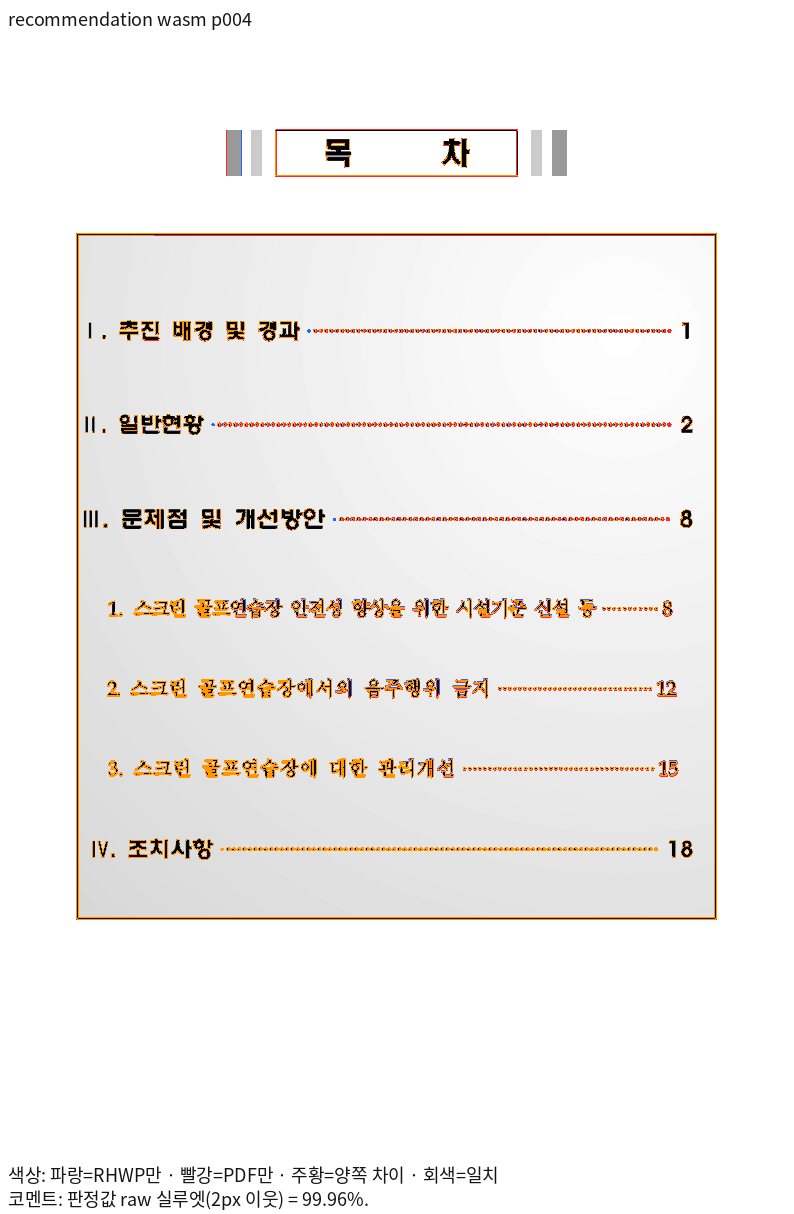 recommendation wasm p004
목 차
Ⅰ. 추진 배경 및 경과 ················ 1
Ⅱ. 일반현황 ················ 2
Ⅲ. 문제점 및 개선방안 ················ 8
1. 스크린 골프연습장 안전성 향상을 위한 시설기준 신설 등 ·········· 8
2. 스크린 골프연습장에서의 음주행위 금지 ················ 12
3. 스크린 골프연습장에 대한 관리개선 ················ 15
Ⅳ. 조치사항 ················ 18
색상: 파랑=RHWP만 · 빨강=PDF만 · 주황=양쪽 차이 · 회색=일치
코멘트: 판정값 raw 실루엣(2px 이웃) = 99.96%.